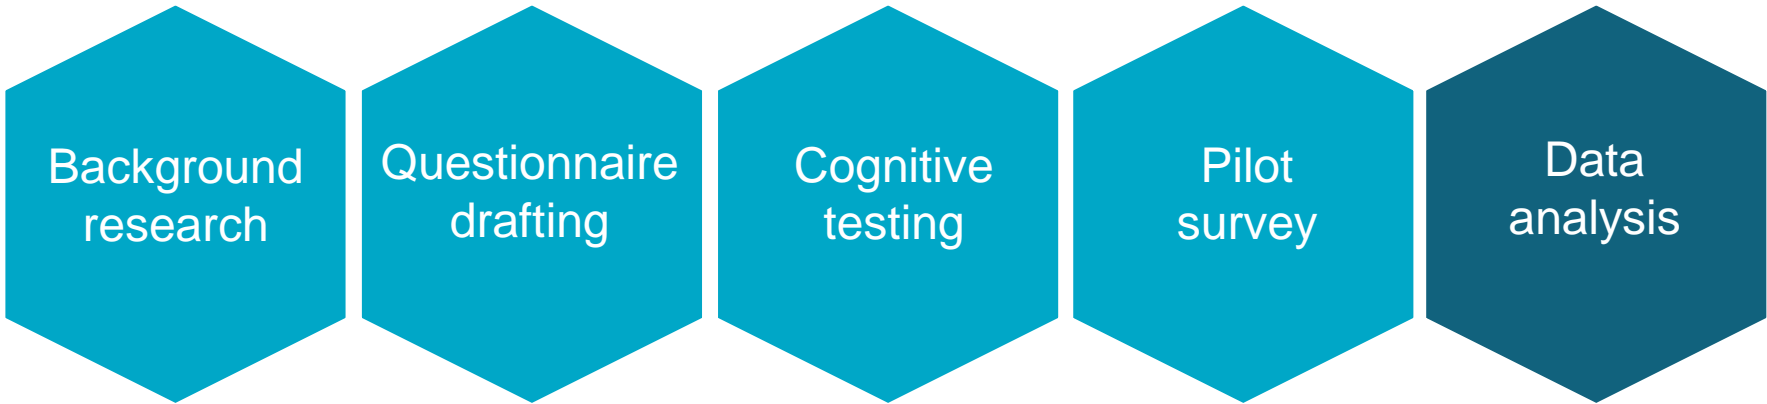 Background
research
Questionnaire
drafting
Cognitive
testing
Pilot
survey
Data
analysis